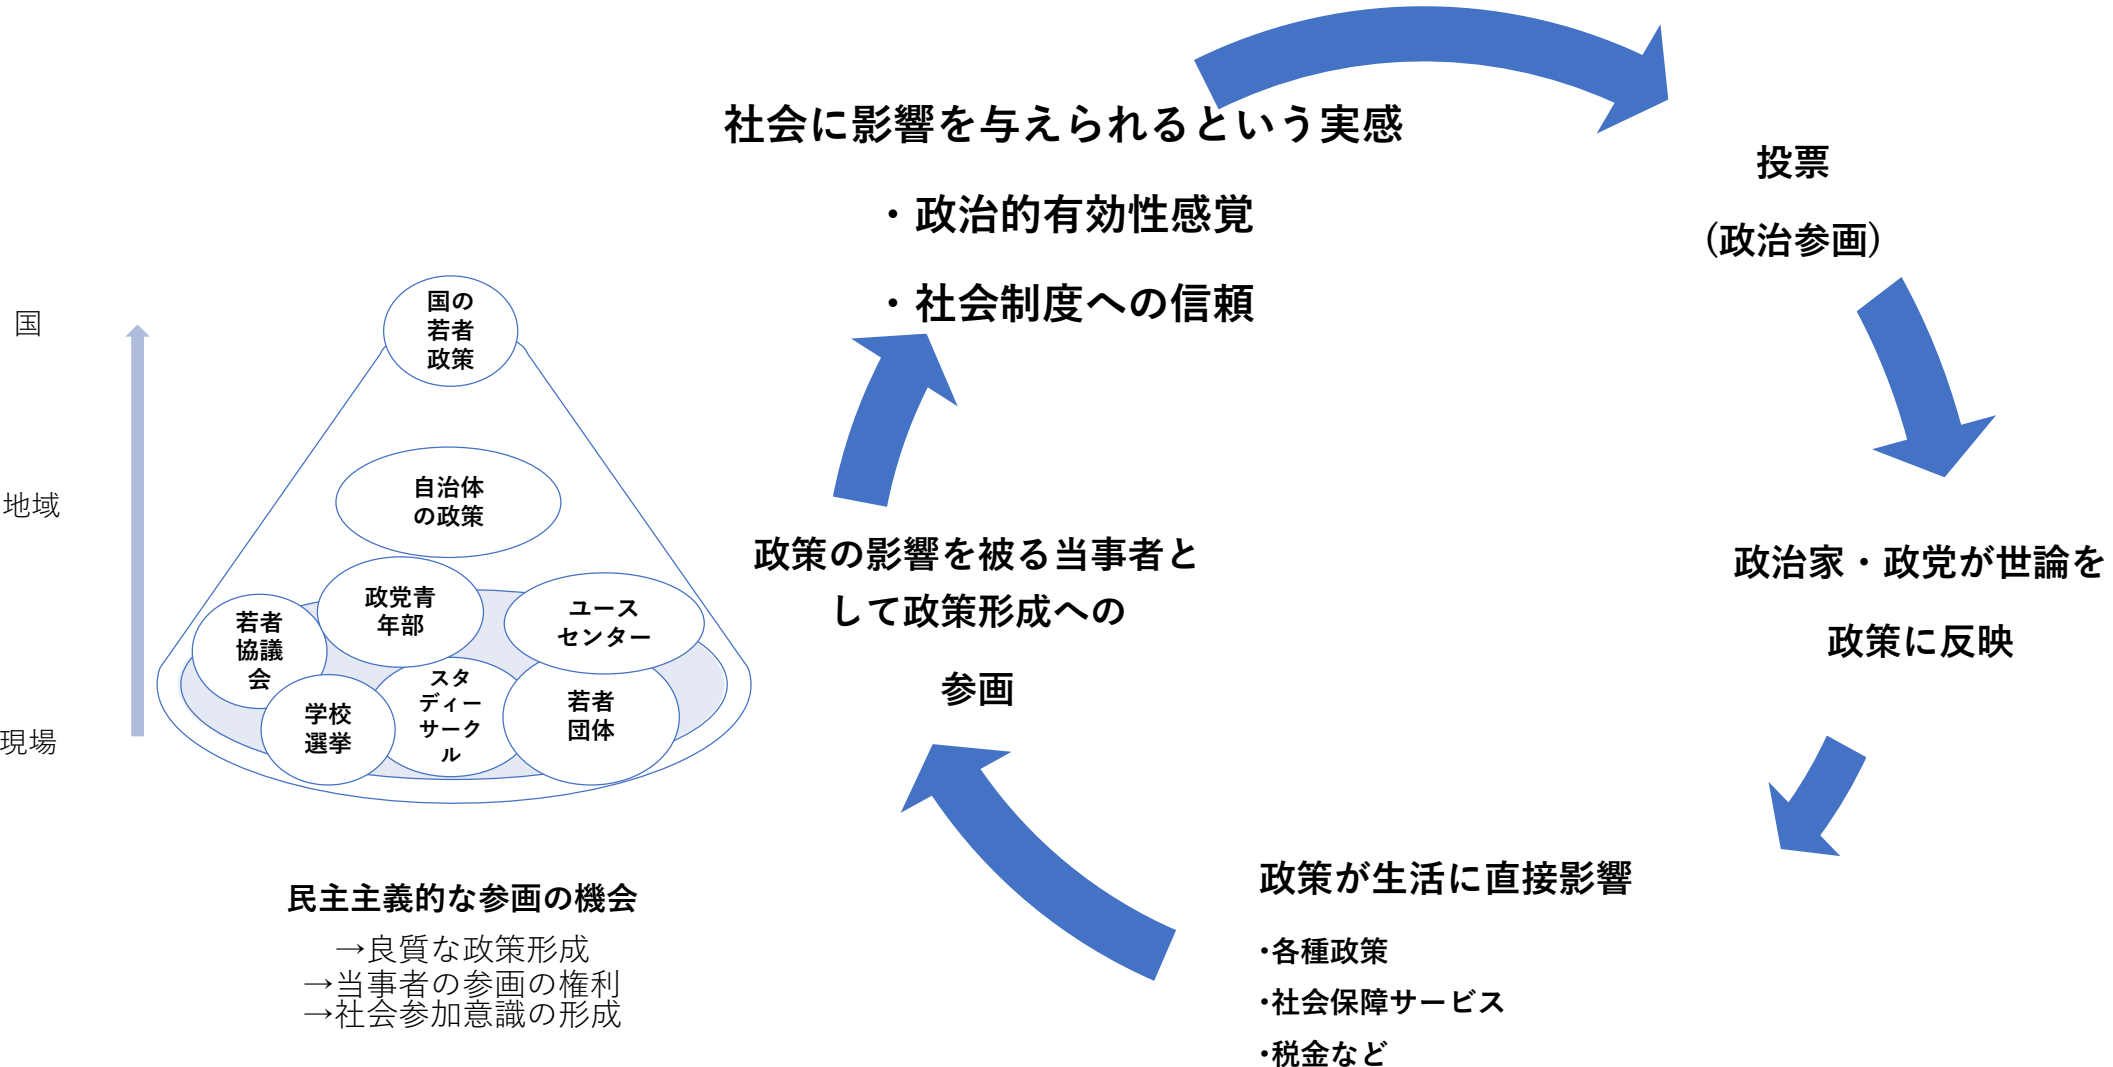 社会に影響を与えられるという実感
・政治的有効性感覚
・社会制度への信頼
投票
(政治参画)
政治家・政党が世論を
政策に反映
政策が生活に直接影響
・各種政策
・社会保障サービス
・税金など
政策の影響を被る当事者と
して政策形成への
参画
国
地域
現場
国の
若者
政策
自治体
の政策
政党青
年部
ユース
センター
若者
協議
会
学校
選挙
スタ
ディー
サーク
ル
若者
団体
民主主義的な参画の機会
→良質な政策形成
→当事者の参画の権利
→社会参加意識の形成